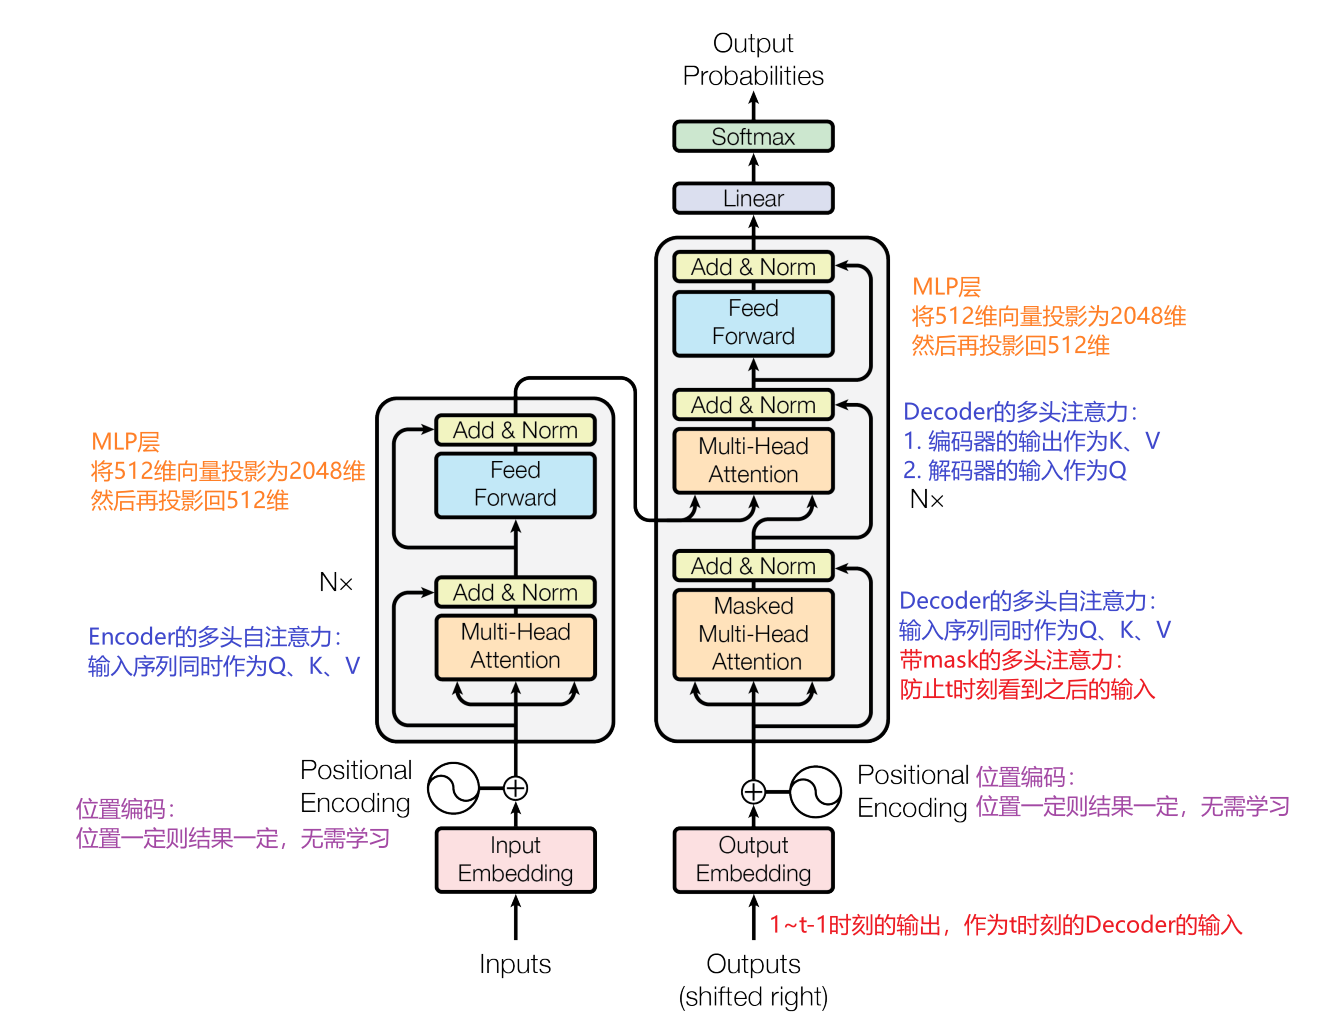 Output
Probabilities
Softmax
Linear
Add & Norm
Feed
Forward
MLP层
将512维向量投影为2048维
然后再投影回512维
Add & Norm
Multi-Head
Attention
Decoder的多头注意力：
1. 编码器的输出作为K、V
2. 解码器的输入作为Q
N×
Add & Norm
Feed
Forward
MLP层
将512维向量投影为2048维
然后再投影回512维
N×
Add & Norm
Multi-Head
Attention
Encoder的多头自注意力：
输入序列同时作为Q、K、V
Add & Norm
Masked
Multi-Head
Attention
Decoder的多头自注意力：
输入序列同时作为Q、K、V
带mask的多头注意力：
防止t时刻看到之后的输入
Positional
Encoding
位置编码：
位置一定则结果一定，无需学习
Positional
Encoding
位置编码：
位置一定则结果一定，无需学习
Input
Embedding
Output
Embedding
1~t-1时刻的输出，作为t时刻的Decoder的输入
Inputs
Outputs
(shifted right)